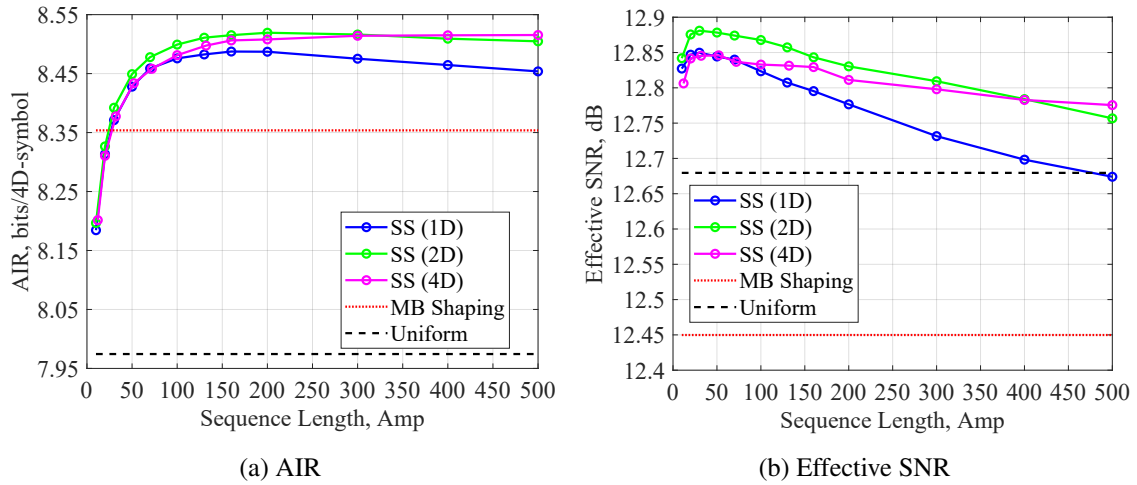 8.55
8.45
8.35
8.25
8.15
8.05
7.95
AIR, bits/4D-symbol
SS (1D)
SS (2D)
SS (4D)
MB Shaping
Uniform
0 50 100 150 200 250 300 350 400 450 500
Sequence Length, Amp
(a) AIR
12.9
12.85
12.8
12.75
12.7
12.65
12.6
12.55
12.5
12.45
12.4
Effective SNR, dB
SS (1D)
SS (2D)
SS (4D)
MB Shaping
Uniform
0 50 100 150 200 250 300 350 400 450 500
Sequence Length, Amp
(b) Effective SNR